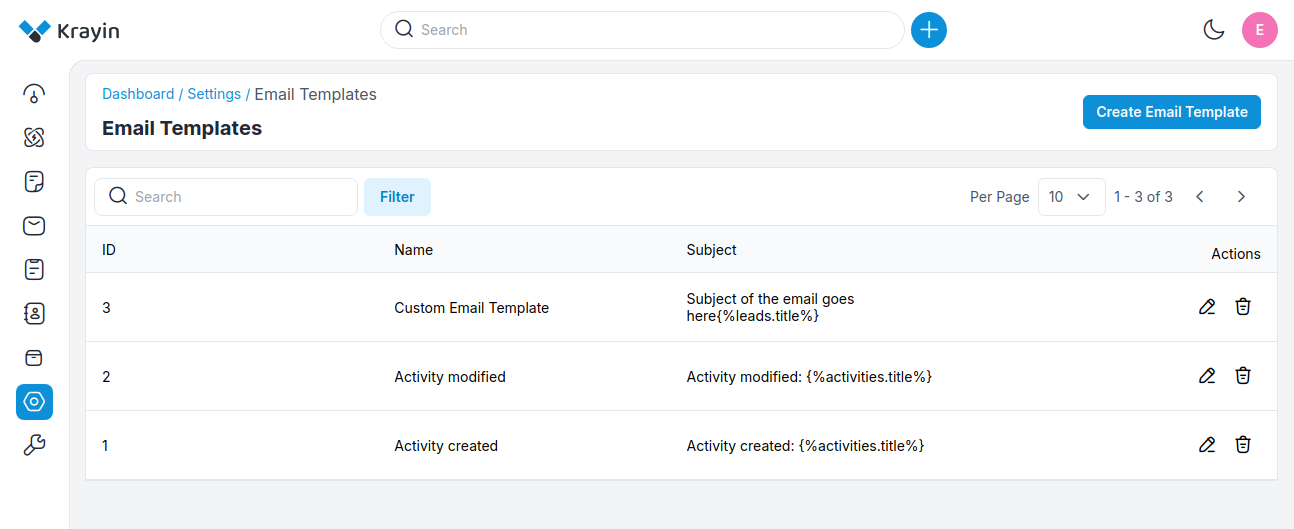 Krayin
Search
E
Dashboard / Settings / Email Templates
Email Templates
Create Email Template
Search
Filter
Per Page
10
1 - 3 of 3
ID Name Subject Actions
3 Custom Email Template Subject of the email goes
here{%leads.title%}
2 Activity modified Activity modified: {%activities.title%}
1 Activity created Activity created: {%activities.title%}